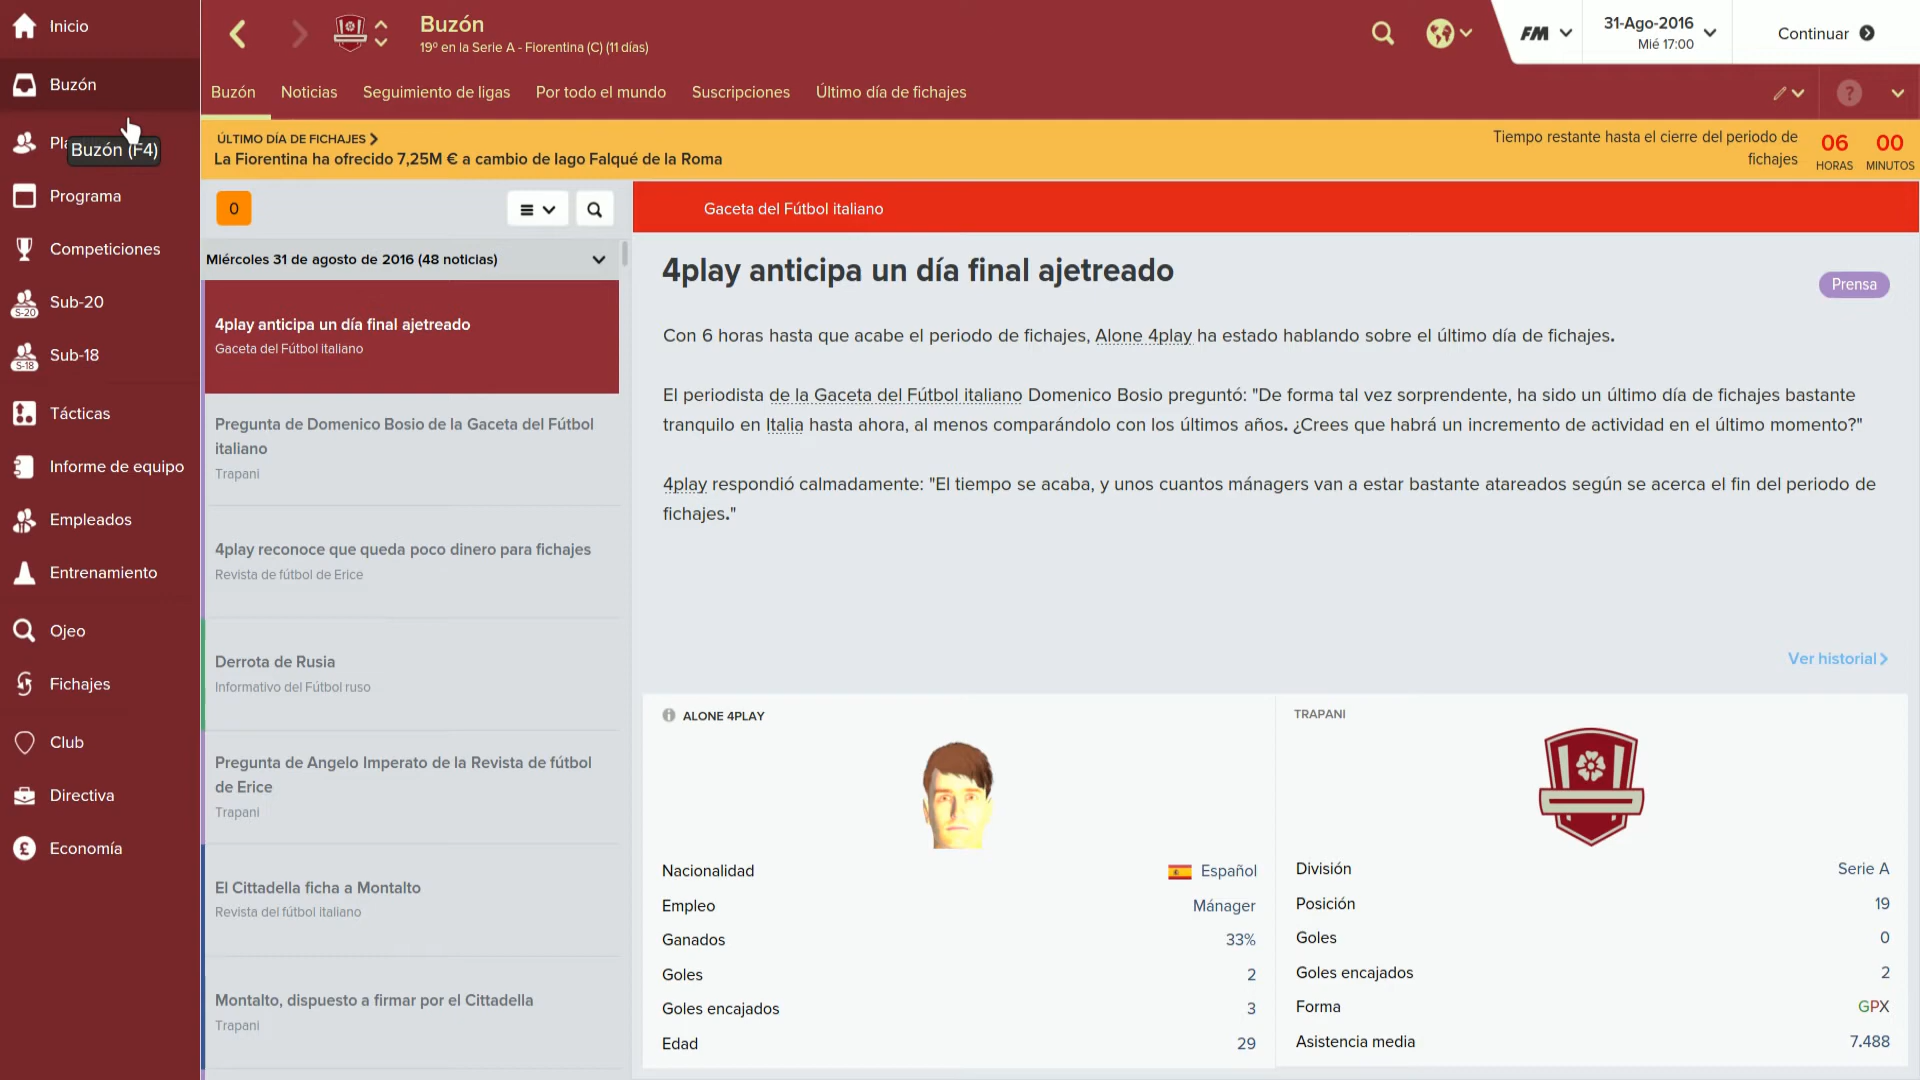 Inicio
Buzón
Buzón (F4)
Programa
Competiciones
S-20
Sub-20
S-18
Sub-18
Tácticas
Informe de equipo
Empleados
Entrenamiento
Ojeo
Fichajes
Club
Directiva
Economía
Buzón
19º en la Serie A - Fiorentina (C) (11 días)
FM
31-Ago-2016
Mié 17:00
Continuar
Buzón Noticias Seguimiento de ligas Por todo el mundo Suscripciones Último día de fichajes
ÚLTIMO DÍA DE FICHAJES
La Fiorentina ha ofrecido 7,25M € a cambio de Iago Falqué de la Roma
Tiempo restante hasta el cierre del periodo de
fichajes
06 00
HORAS MINUTOS
0
Miércoles 31 de agosto de 2016 (48 noticias)
4play anticipa un día final ajetreado
Gaceta del Fútbol italiano
Pregunta de Domenico Bosio de la Gaceta del Fútbol
italiano
Trapani
4play reconoce que queda poco dinero para fichajes
Revista de fútbol de Erice
Derrota de Rusia
Informativo del Fútbol ruso
Pregunta de Angelo Imperato de la Revista de fútbol
de Erice
Trapani
El Cittadella ficha a Montalto
Revista del fútbol italiano
Montalto, dispuesto a firmar por el Cittadella
Trapani
Gaceta del Fútbol italiano
4play anticipa un día final ajetreado
Prensa
Con 6 horas hasta que acabe el periodo de fichajes, Alone 4play ha estado hablando sobre el último día de fichajes.
El periodista de la Gaceta del Fútbol italiano Domenico Bosio preguntó: "De forma tal vez sorprendente, ha sido un último día de fichajes bastante
tranquilo en Italia hasta ahora, al menos comparándolo con los últimos años. ¿Crees que habrá un incremento de actividad en el último momento?"
4play respondió calmadamente: "El tiempo se acaba, y unos cuantos mánagers van a estar bastante atareados según se acerca el fin del periodo de
fichajes."
Ver historial
ALONE 4PLAY
Nacionalidad Español
Empleo Mánager
Ganados 33%
Goles 2
Goles encajados 3
Edad 29
TRAPANI
División Serie A
Posición 19
Goles 0
Goles encajados 2
Forma GPX
Asistencia media 7.488